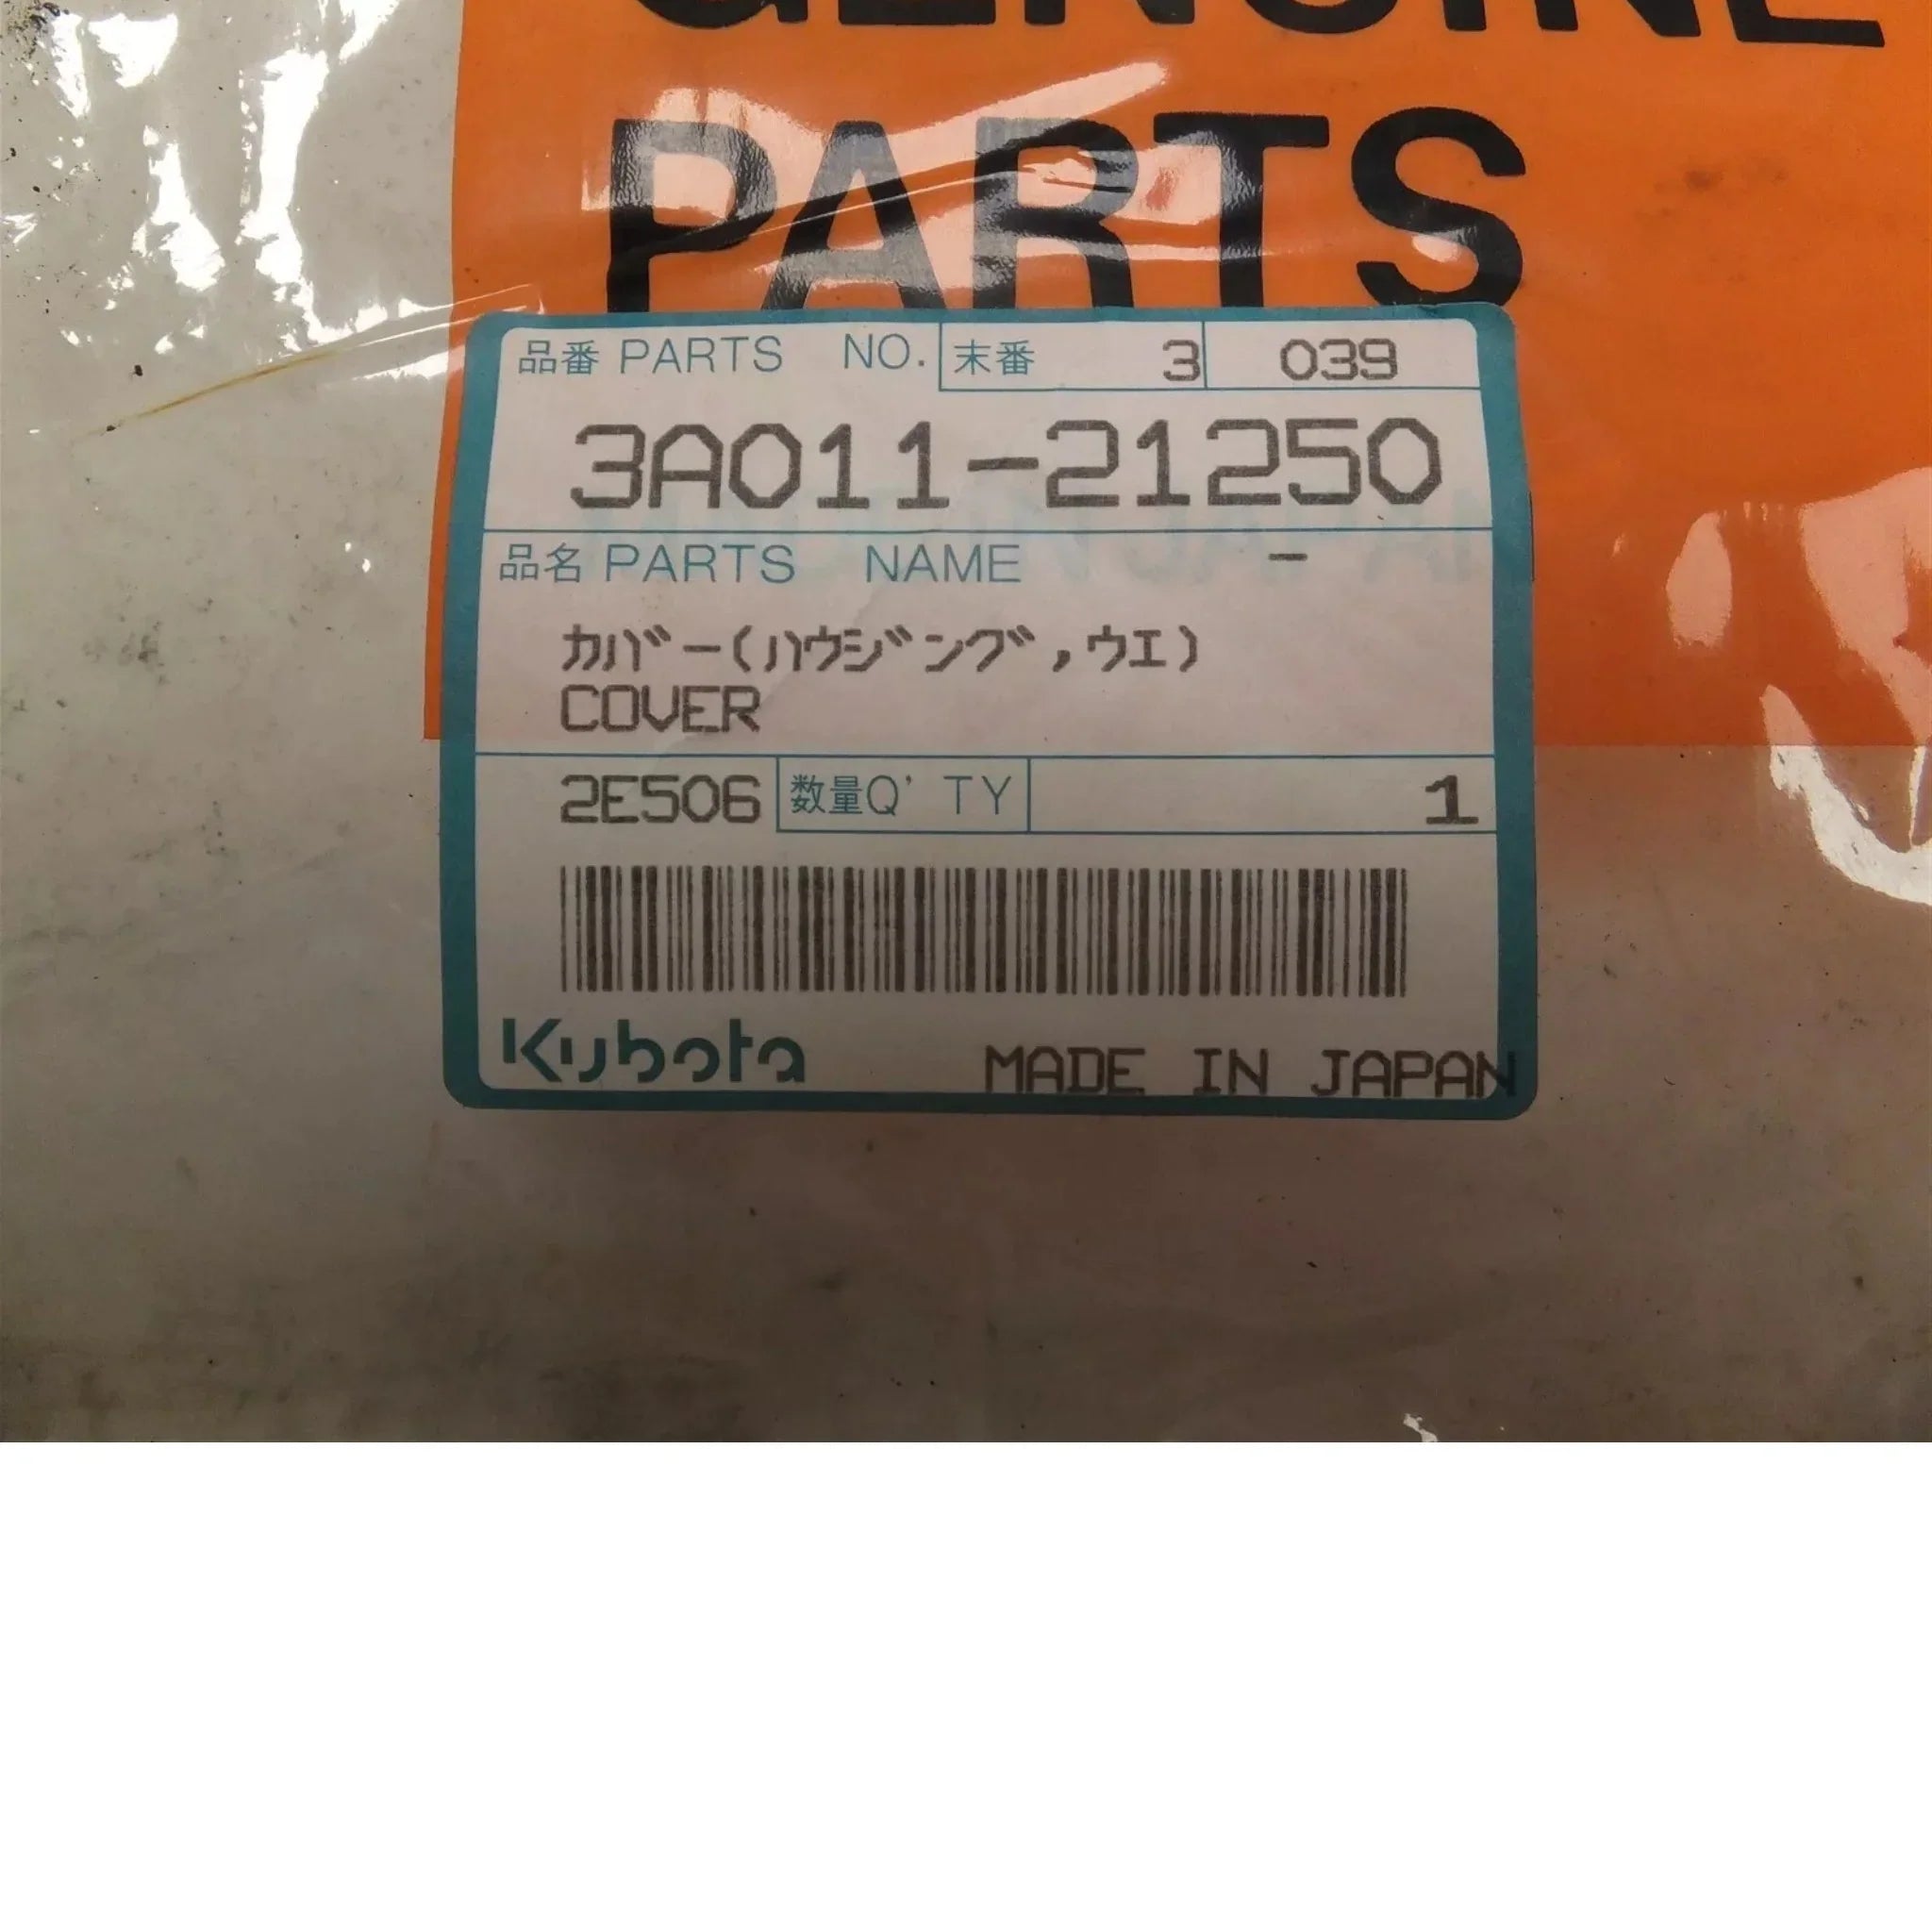 GENUINE
PARTS
品番 PARTS NO. 末番 3 039
3A011-21250
品名 PARTS NAME -
カバー(ハウジング,ウエ)
COVER
2E506 数量Q'TY 1
Kubota MADE IN JAPAN